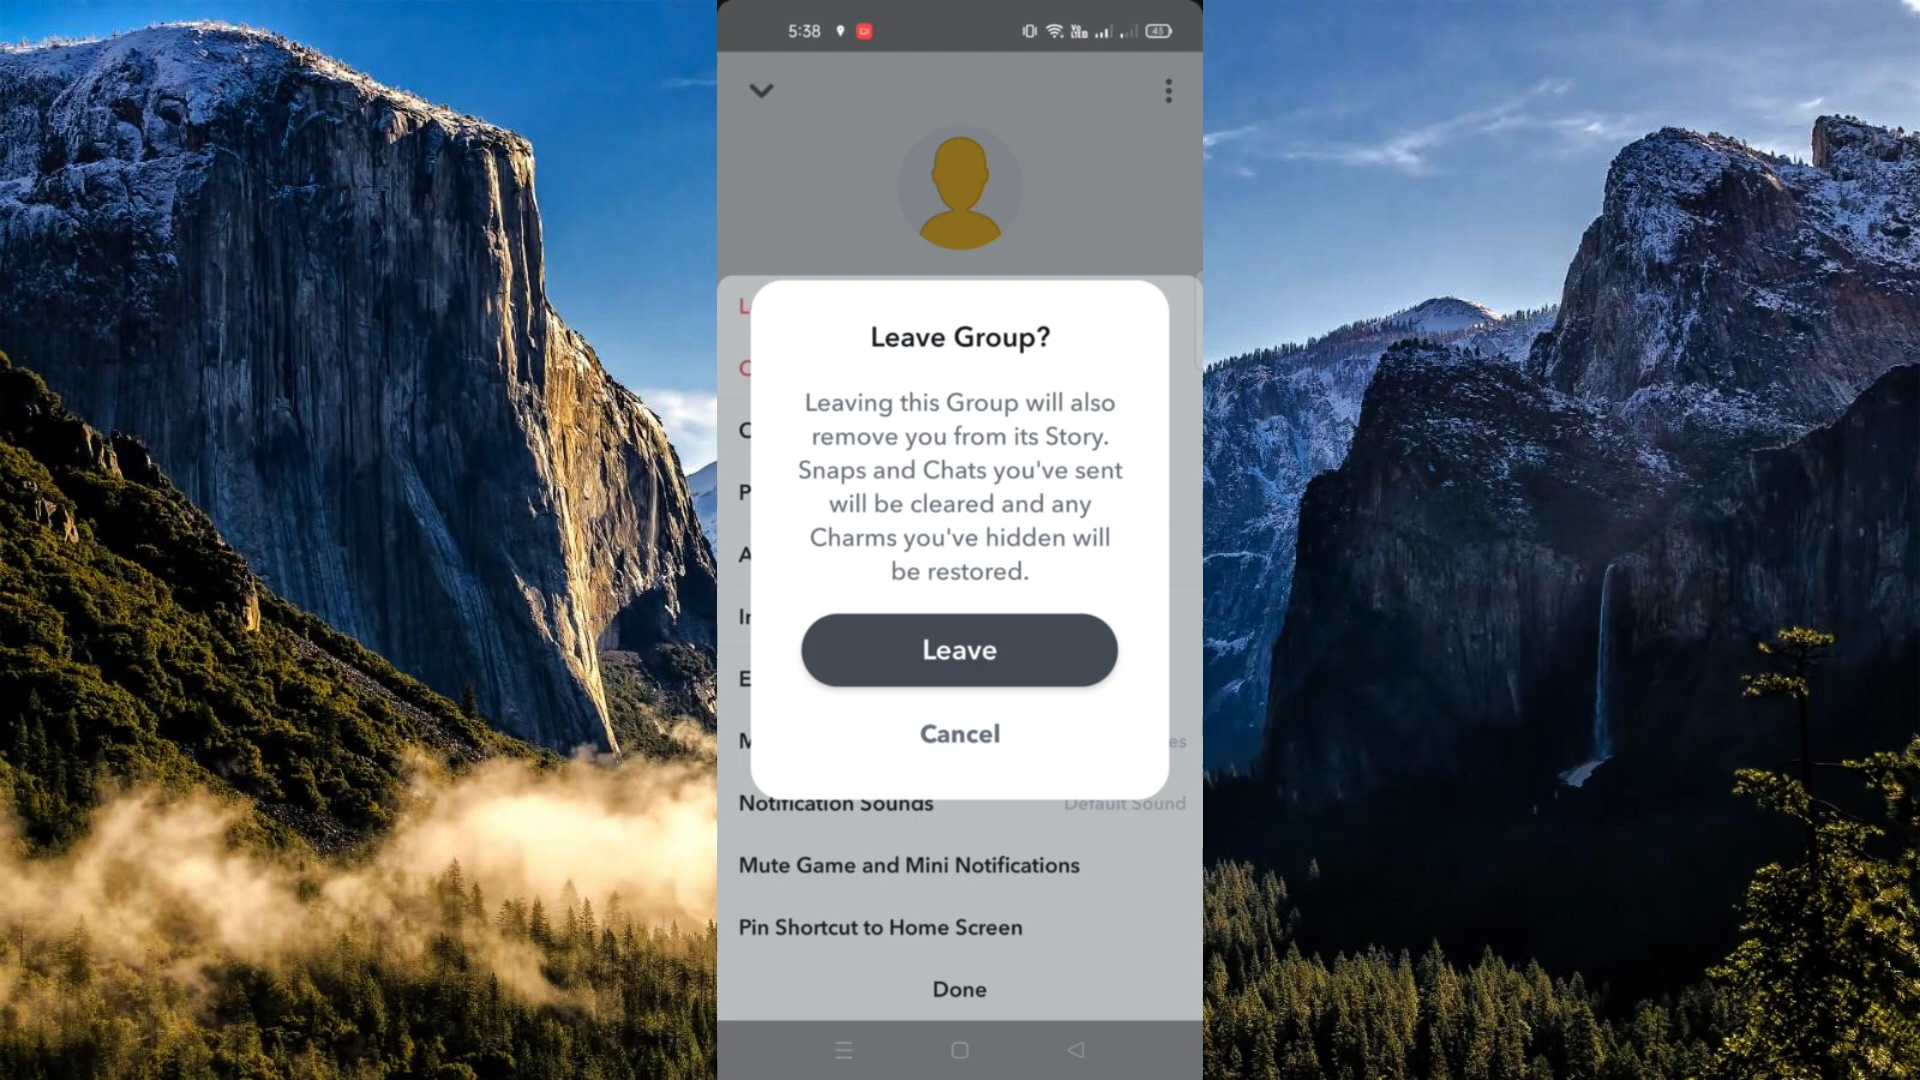 5:38
45
Leave Group?
Leaving this Group will also
remove you from its Story.
Snaps and Chats you've sent
will be cleared and any
Charms you've hidden will
be restored.
Leave
Cancel
Notification Sounds Default Sound
Mute Game and Mini Notifications
Pin Shortcut to Home Screen
Done